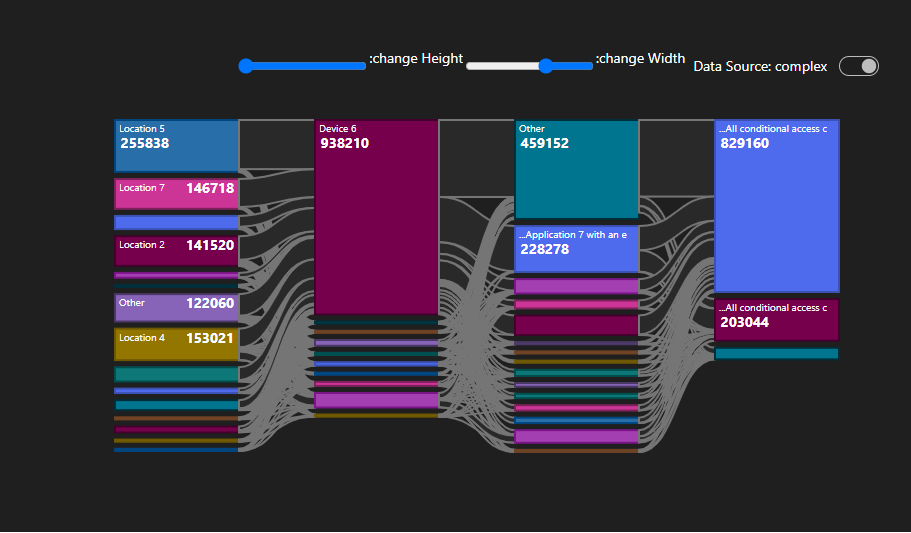 :change Height
:change Width
Data Source: complex
Location 5
255838
Location 7 146718
Location 2 141520
Other 122060
Location 4 153021
Device 6
938210
Other
459152
...Application 7 with an e
228278
...All conditional access c
829160
...All conditional access c
203044